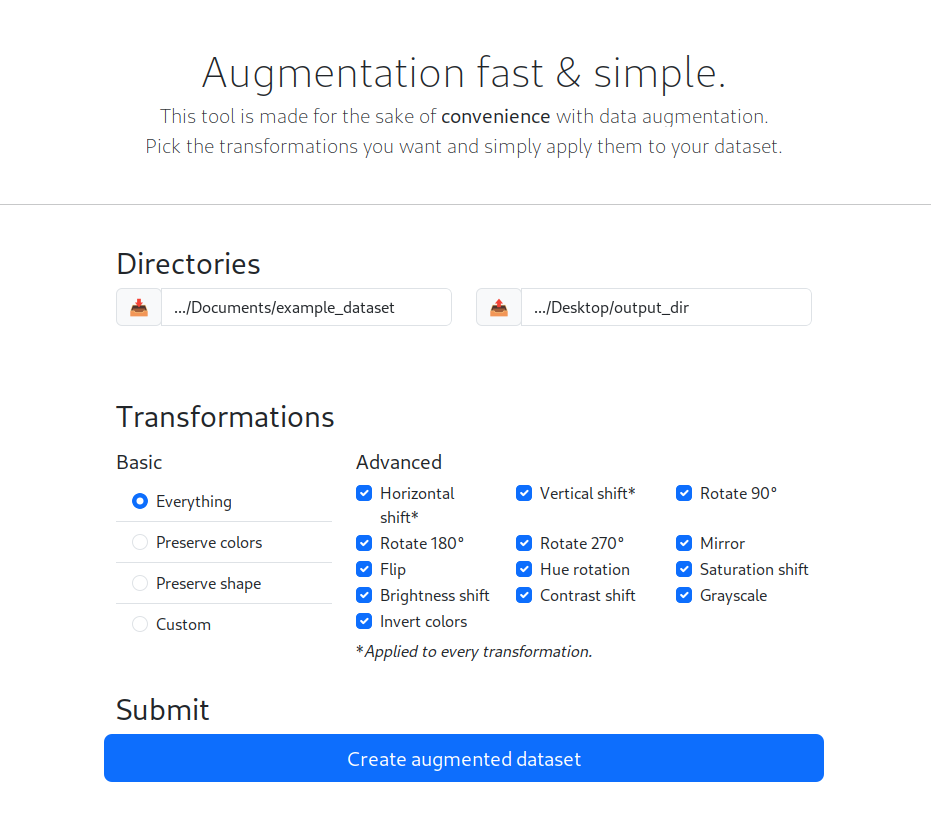 Augmentation fast & simple.
This tool is made for the sake of convenience with data augmentation.
Pick the transformations you want and simply apply them to your dataset.
Directories
.../Documents/example_dataset
.../Desktop/output_dir
Transformations
Basic
Everything
Preserve colors
Preserve shape
Custom
Advanced
Horizontal
shift*
Vertical shift*
Rotate 90°
Rotate 180°
Rotate 270°
Mirror
Flip
Hue rotation
Saturation shift
Brightness shift
Contrast shift
Grayscale
Invert colors
*Applied to every transformation.
Submit
Create augmented dataset